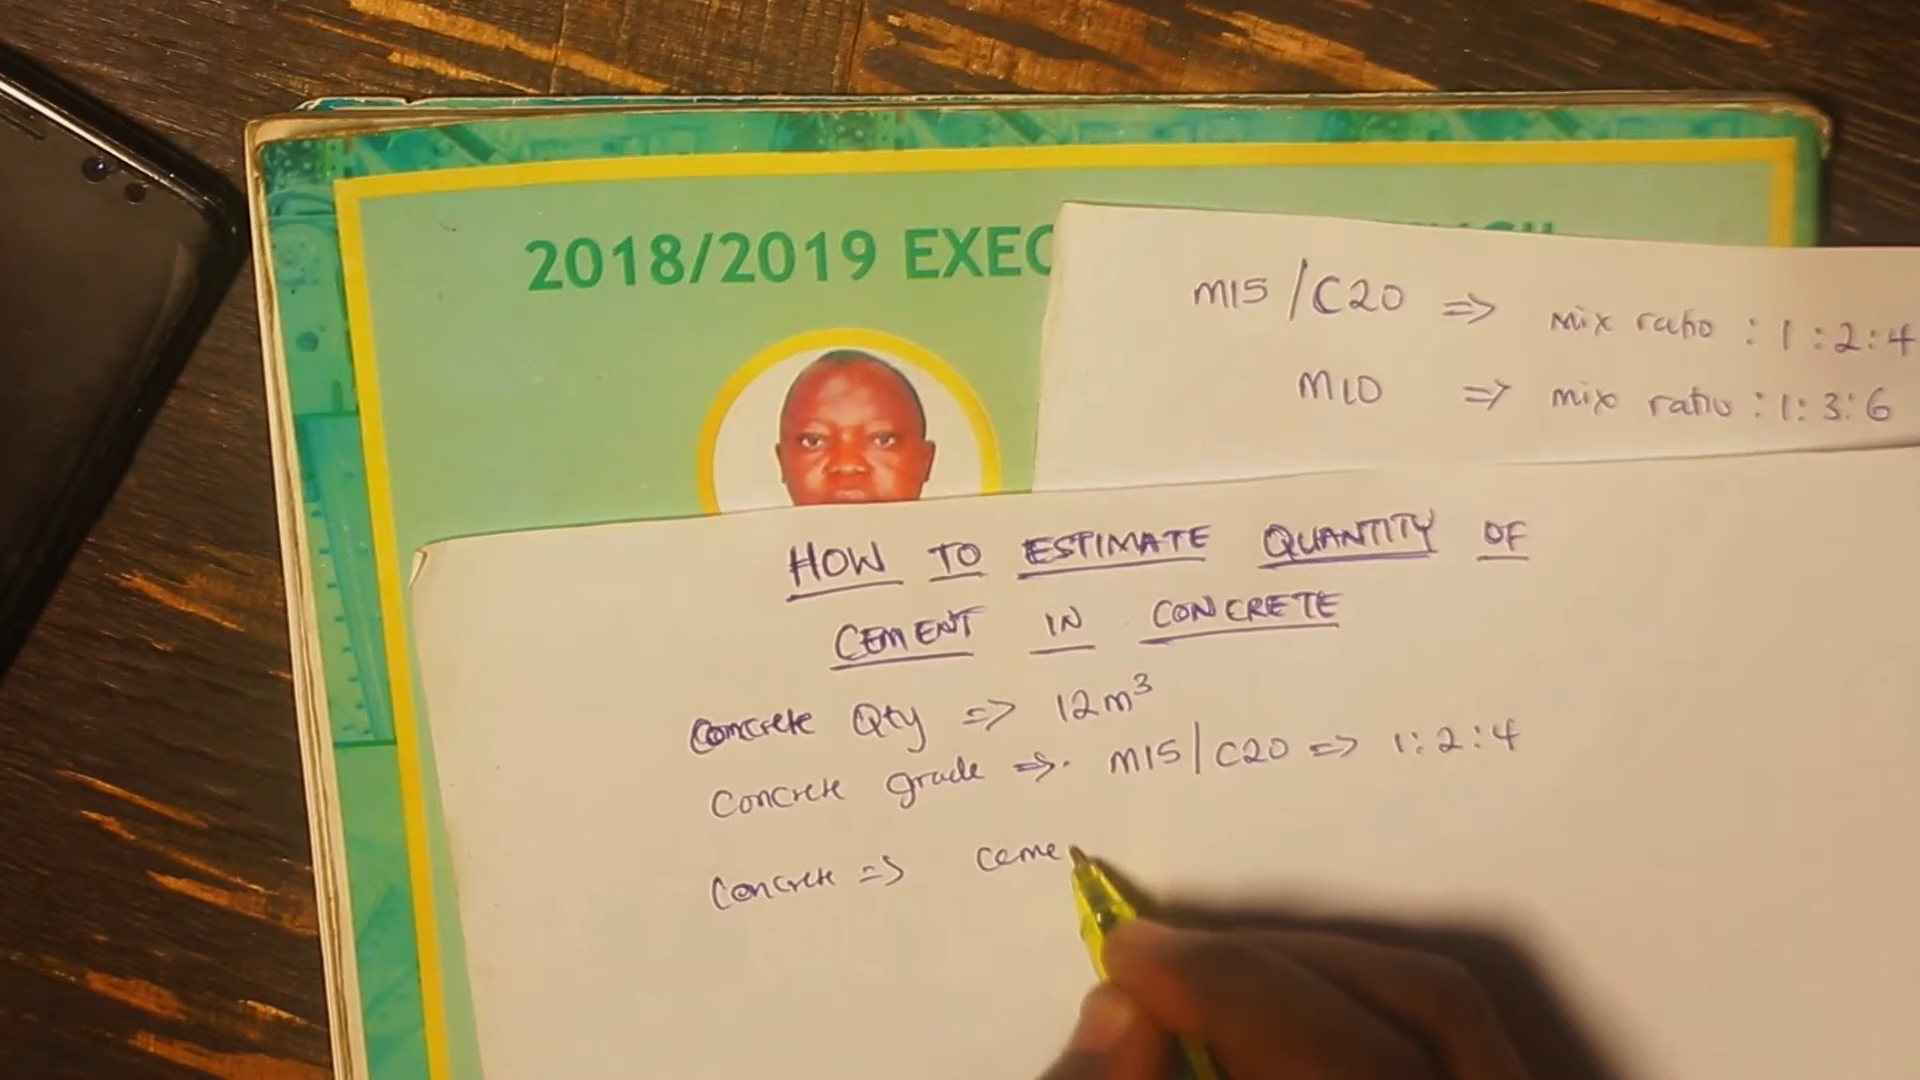 2018/2019 EXEC
M15/C20 => mix ratio : 1:2:4
M10 => mix ratio : 1:3:6
HOW TO ESTIMATE QUANTITY OF
CEMENT IN CONCRETE
Concrete Qty => 12m³
Concrete grade => M15/C20 => 1:2:4
Concrete => Ceme